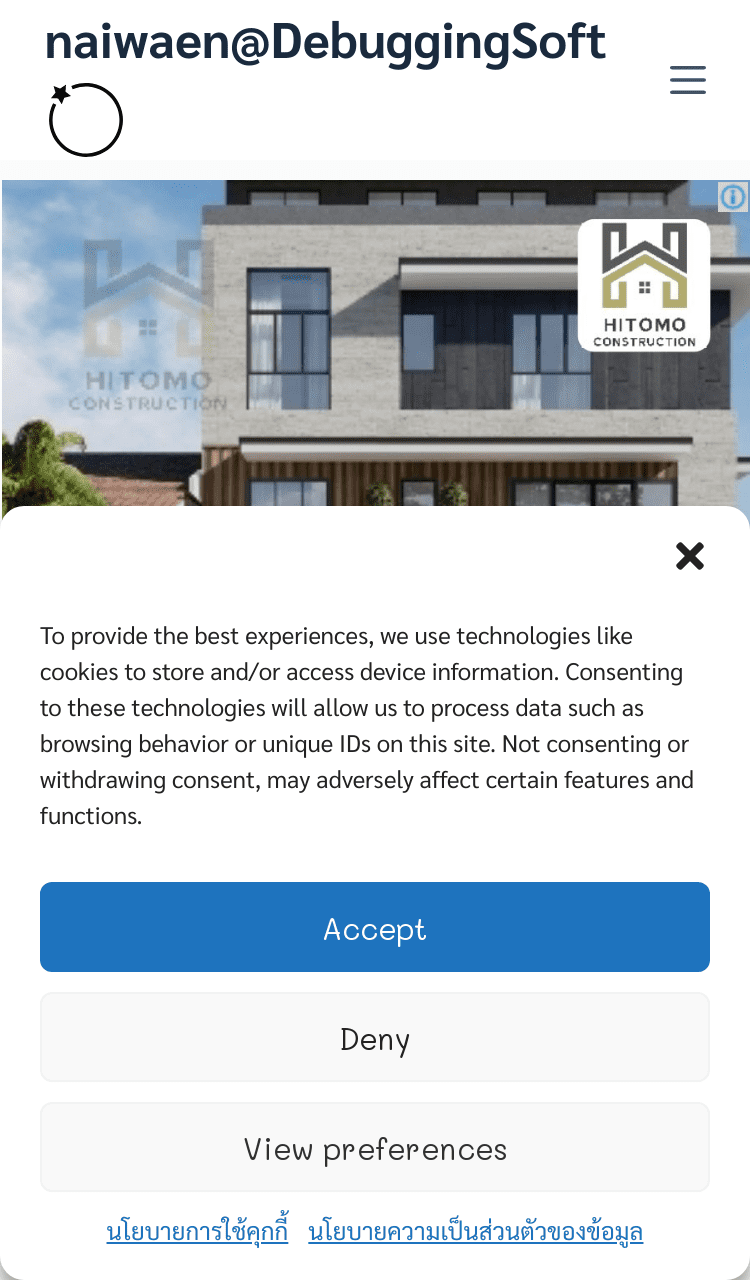 naiwaen@DebuggingSoft
HITOMO
CONSTRUCTION
HITOMO
CONSTRUCTION
To provide the best experiences, we use technologies like
cookies to store and/or access device information. Consenting
to these technologies will allow us to process data such as
browsing behavior or unique IDs on this site. Not consenting or
withdrawing consent, may adversely affect certain features and
functions.
Accept
Deny
View preferences
นโยบายการใช้คุกกี้ นโยบายความเป็นส่วนตัวของข้อมูล